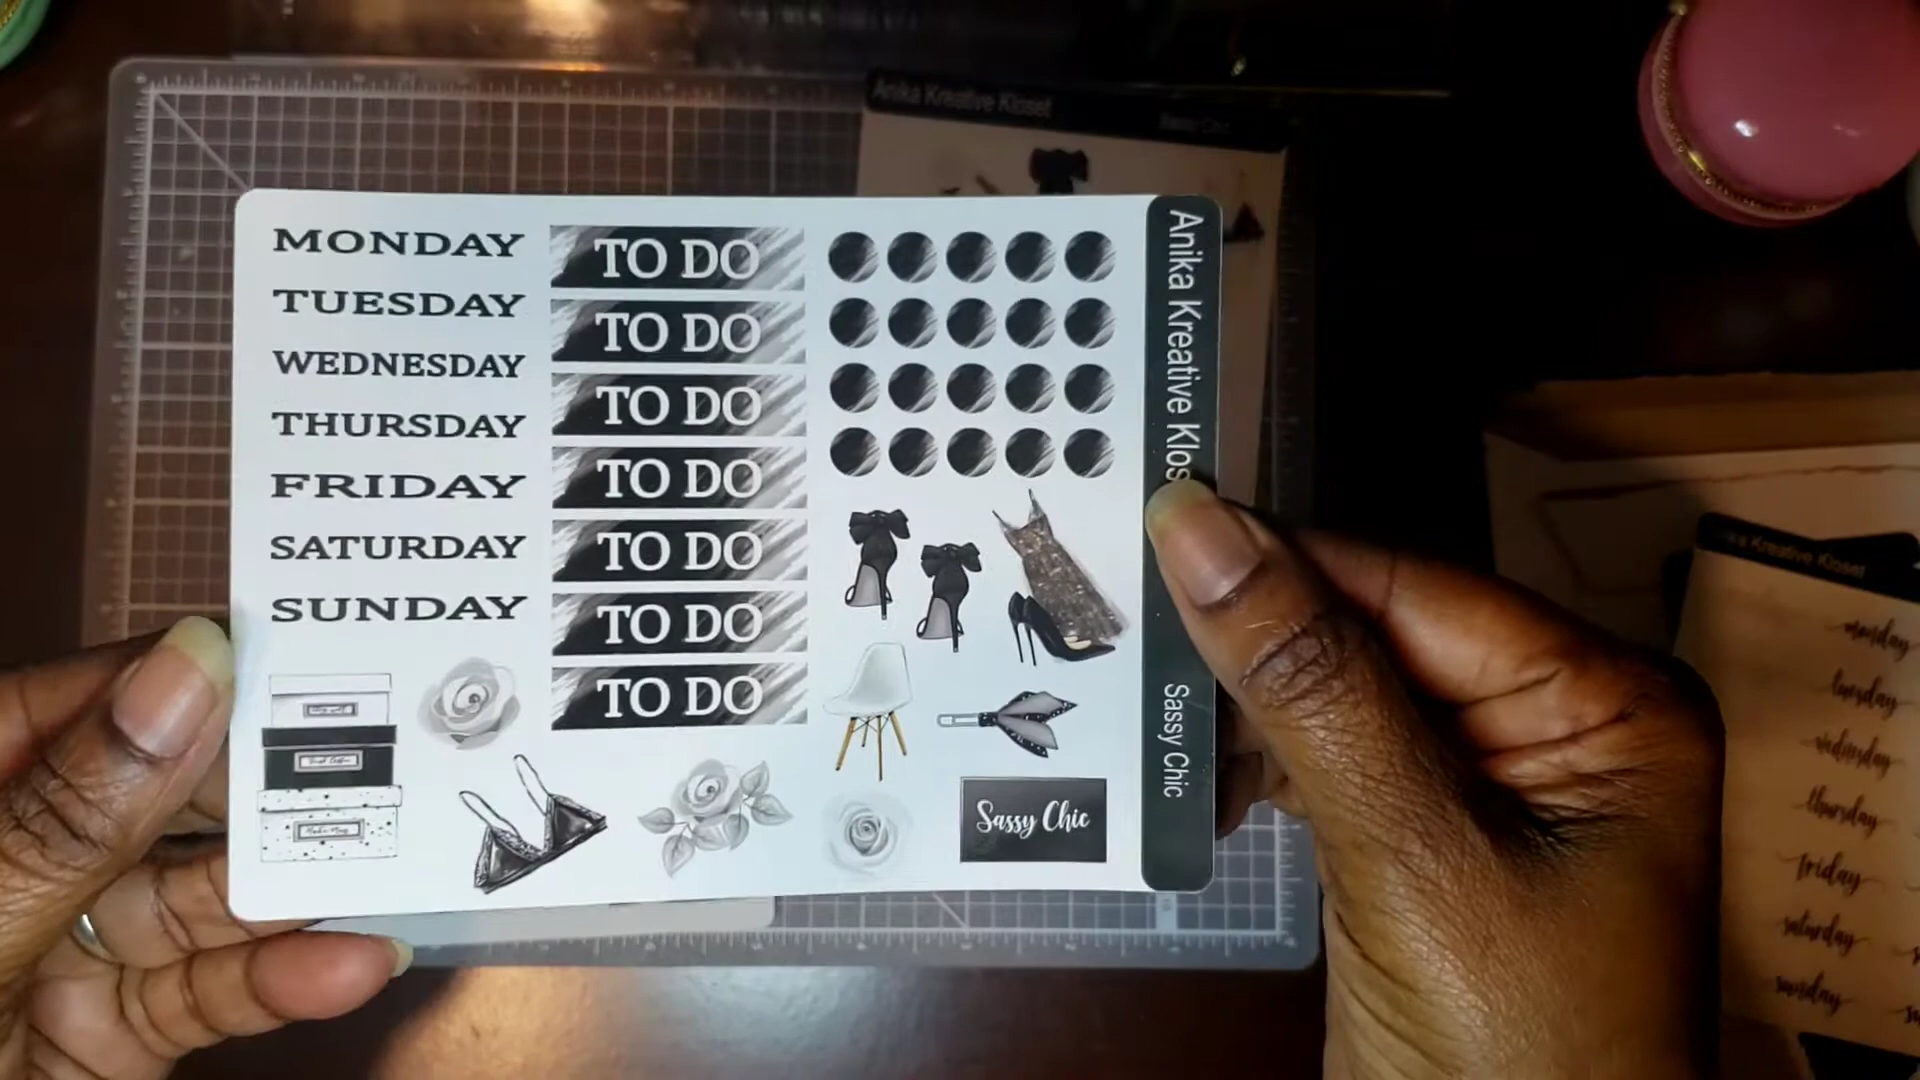 Anika Kreative Kloset
Sassy Chic
MONDAY
TUESDAY
WEDNESDAY
THURSDAY
FRIDAY
SATURDAY
SUNDAY
TO DO
TO DO
TO DO
TO DO
TO DO
TO DO
TO DO
Sassy Chic
Anika Kreative Klos
Sassy Chic
Kreative Kloset
monday
tuesday
wednesday
thursday
friday
saturday
sunday